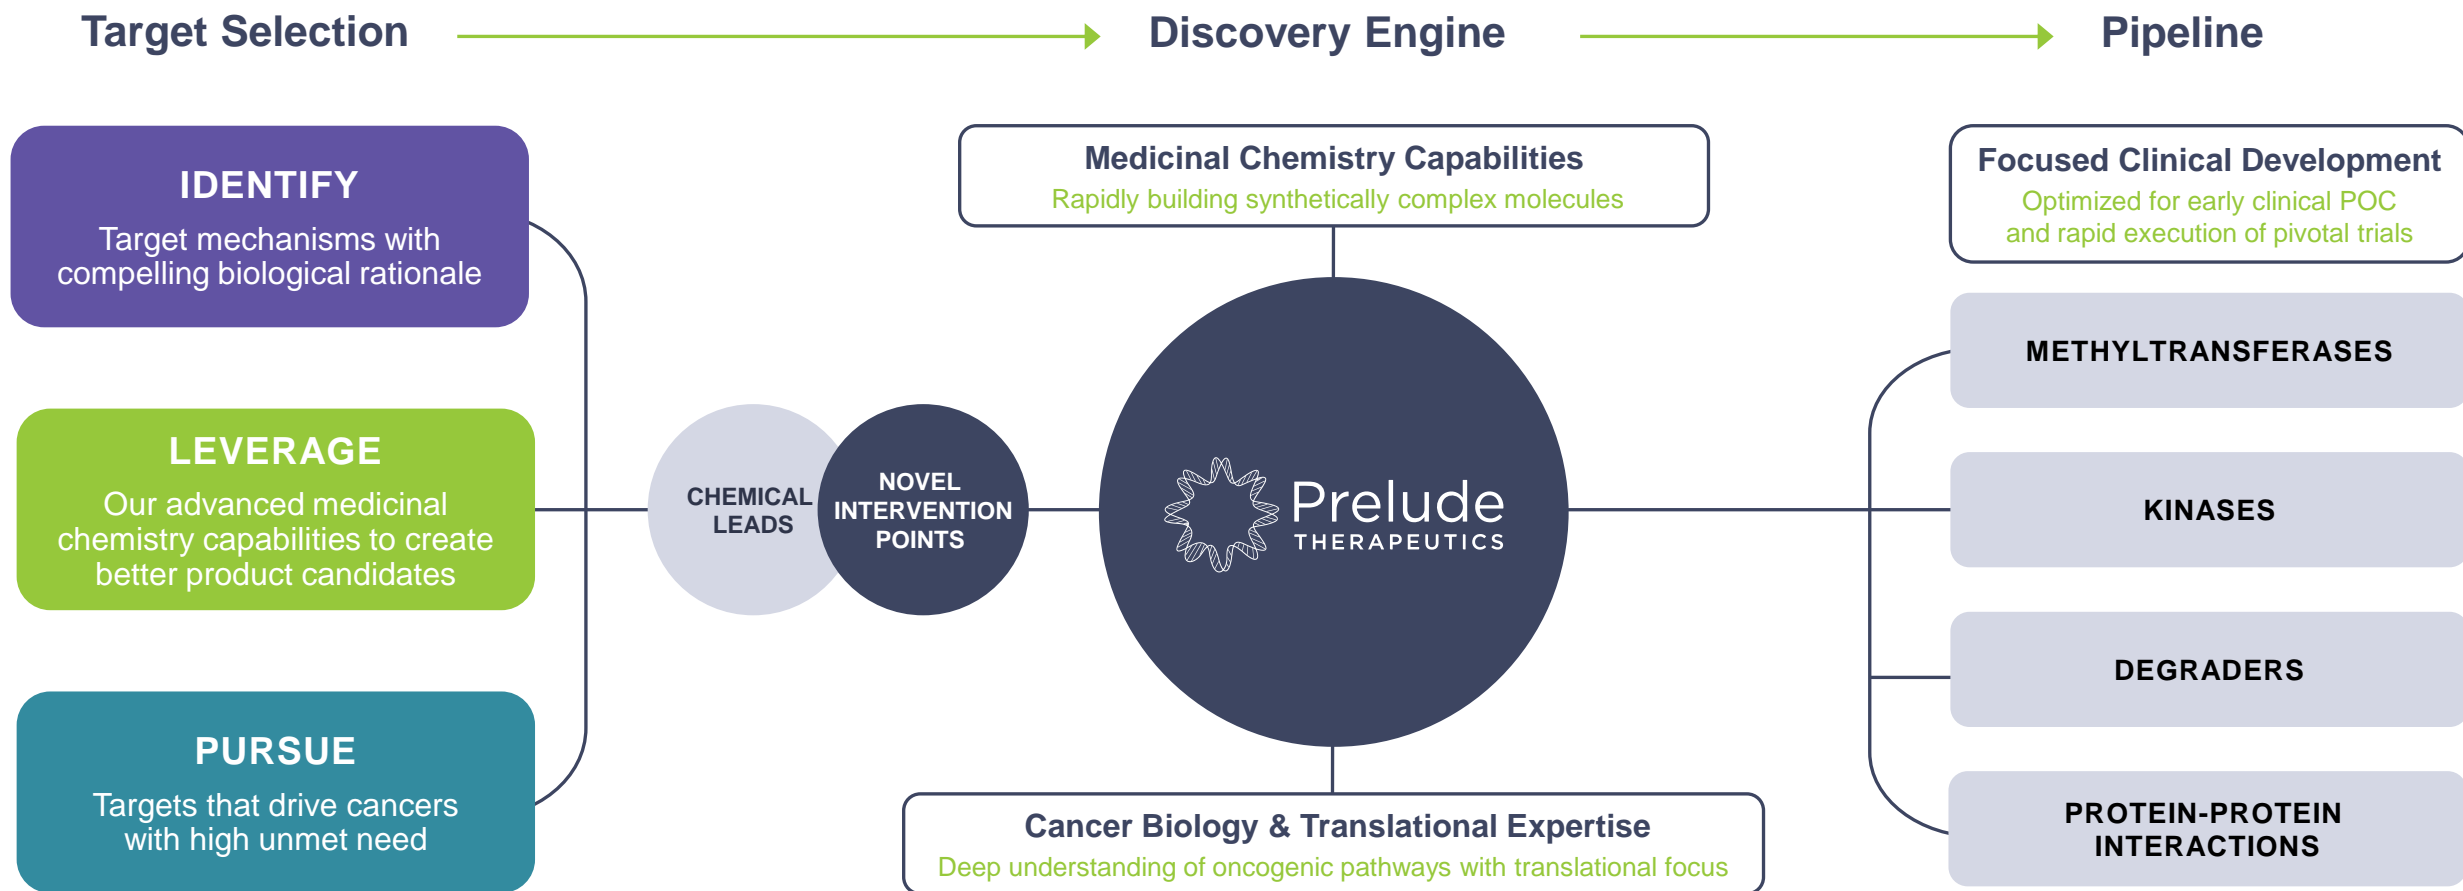 Target Selection
Discovery Engine
Pipeline
IDENTIFY
Target mechanisms with
compelling biological rationale
LEVERAGE
Our advanced medicinal
chemistry capabilities to create
better product candidates
PURSUE
Targets that drive cancers
with high unmet need
CHEMICAL
LEADS
NOVEL
INTERVENTION
POINTS
Medicinal Chemistry Capabilities
Rapidly building synthetically complex molecules
Prelude
THERAPEUTICS
Cancer Biology & Translational Expertise
Deep understanding of oncogenic pathways with translational focus
Focused Clinical Development
Optimized for early clinical POC
and rapid execution of pivotal trials
METHYLTRANSFERASES
KINASES
DEGRADERS
PROTEIN-PROTEIN
INTERACTIONS